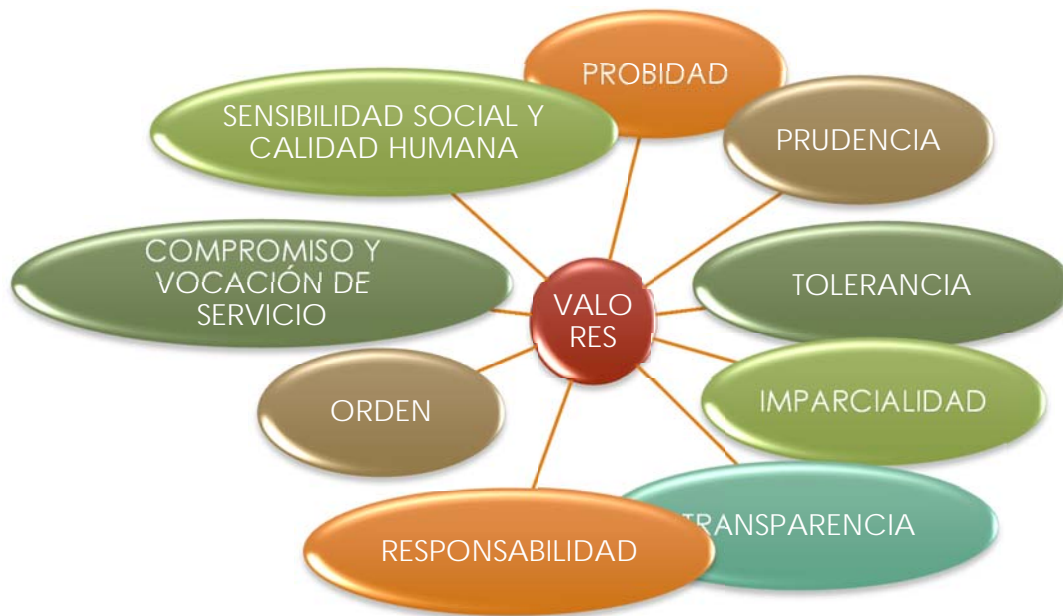 PROBIDAD
PRUDENCIA
TOLERANCIA
IMPARCIALIDAD
TRANSPARENCIA
RESPONSABILIDAD
ORDEN
COMPROMISO Y
VOCACIÓN DE
SERVICIO
SENSIBILIDAD SOCIAL Y
CALIDAD HUMANA
VALO
RES